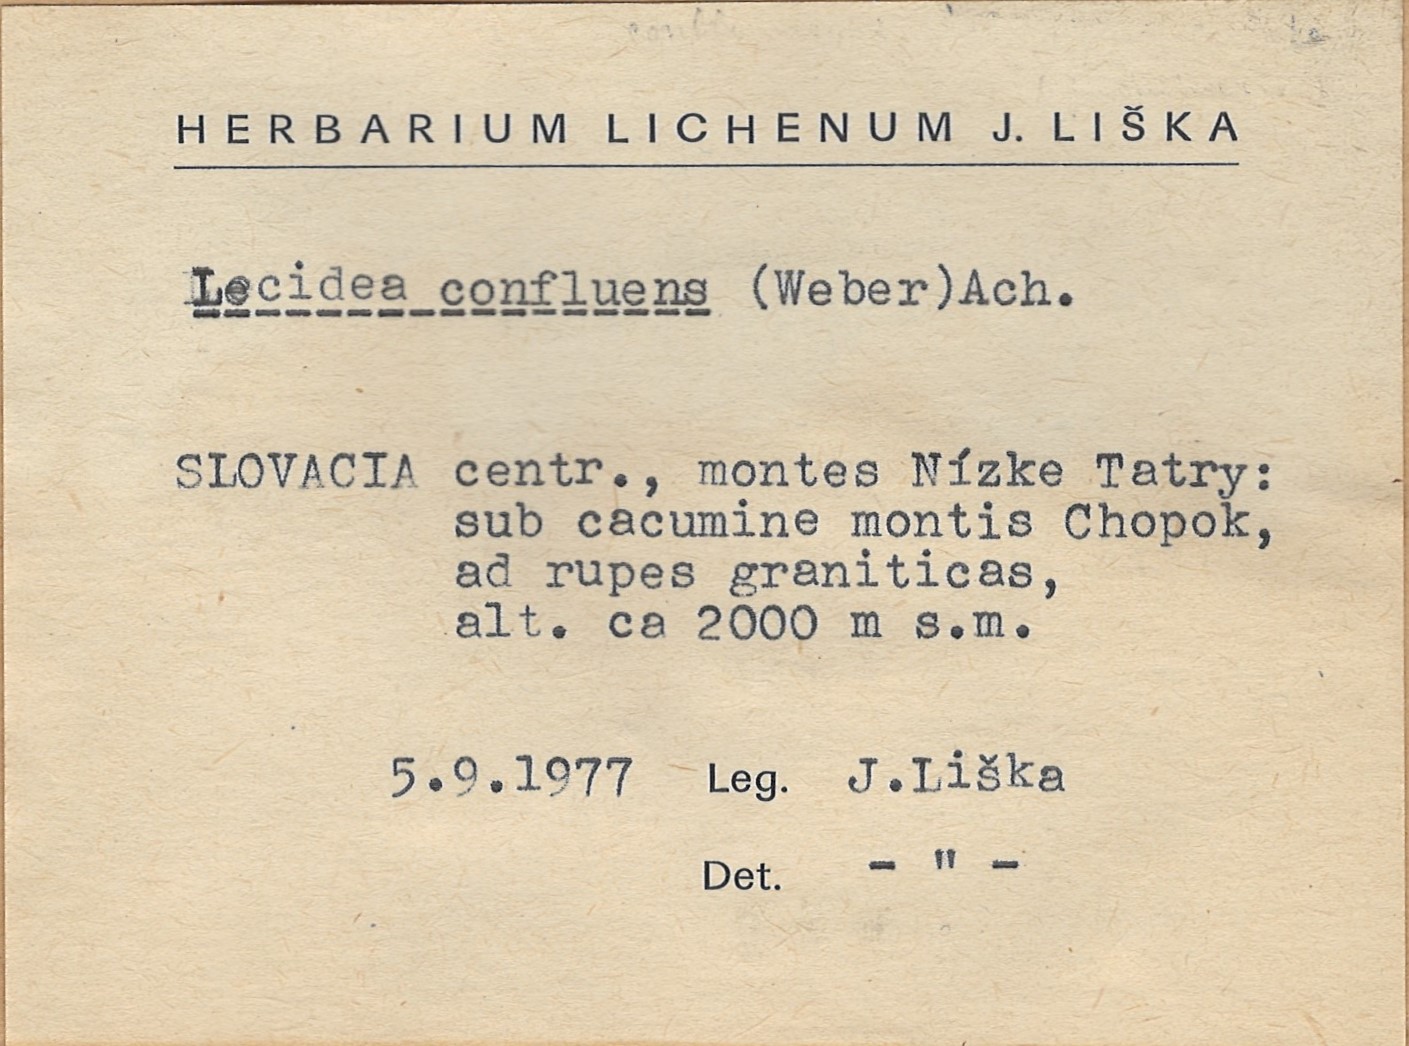 HERBARIUM LICHENUM J. LIŠKA
Lecidea confluens (Weber)Ach.
SLOVACIA centr., montes Nízke Tatry:
sub cacumine montis Chopok,
ad rupes graniticas,
alt. ca 2000 m s.m.
5.9.1977 Leg. J.Liška
Det. - " -